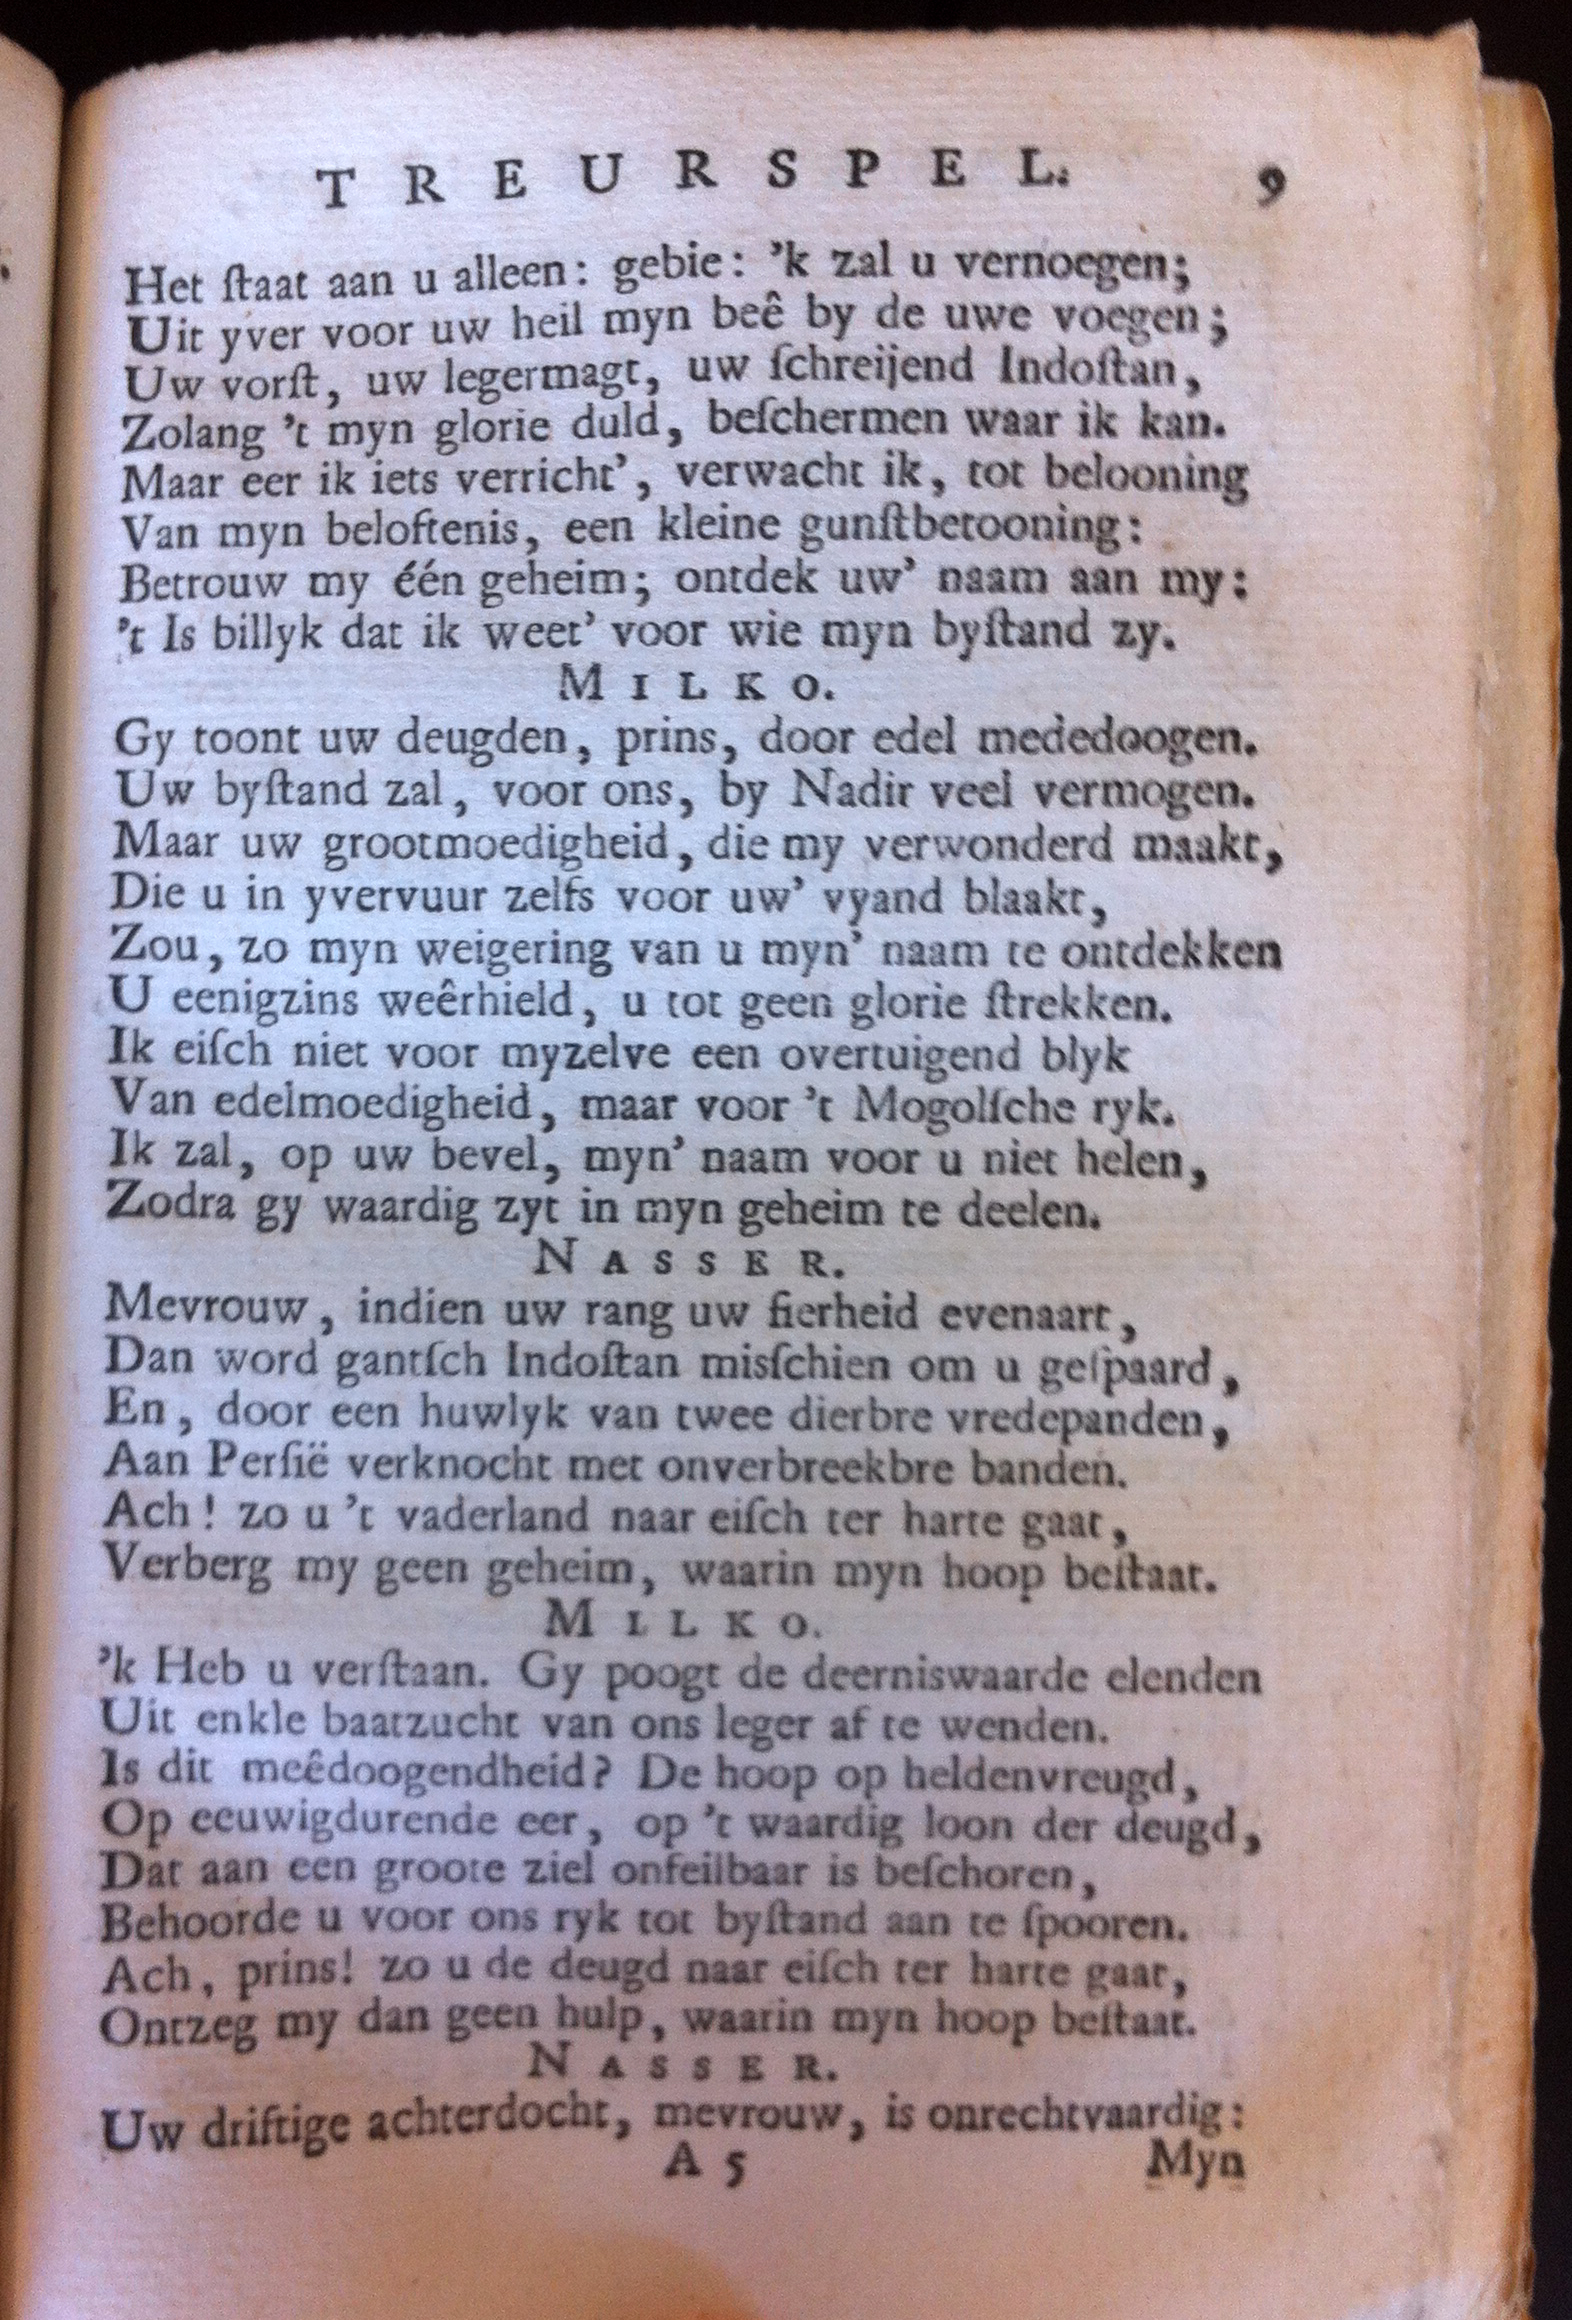 TREURSPEL. 9
Het ſtaat aan u alleen: gebie: ’k zal u vernoegen;
Uit yver voor uw heil myn beê by de uwe voegen;
Uw vorſt, uw legermagt, uw ſchreijend Indoſtan,
Zolang ’t myn glorie duld, beſchermen waar ik kan.
Maar eer ik iets verricht’, verwacht ik, tot belooning
Van myn beloftenis, een kleine gunſtbetooning:
Betrouw my één geheim; ontdek uw’ naam aan my:
’t Is billyk dat ik weet’ voor wie myn byſtand zy.
MILKO.
Gy toont uw deugden, prins, door edel mededoogen.
Uw byſtand zal, voor ons, by Nadir veel vermogen.
Maar uw grootmoedigheid, die my verwonderd maakt,
Die u in yvervuur zelfs voor uw’ vyand blaakt,
Zou, zo myn weigering van u myn’ naam te ontdekken
U eenigzins weêrhield, u tot geen glorie ſtrekken.
Ik eiſch niet voor myzelve een overtuigend blyk
Van edelmoedigheid, maar voor ’t Mogolſche ryk.
Ik zal, op uw bevel, myn’ naam voor u niet helen,
Zodra gy waardig zyt in myn geheim te deelen.
NASSER.
Mevrouw, indien uw rang uw fierheid evenaart,
Dan word gantſch Indoſtan misſchien om u geſpaard,
En, door een huwlyk van twee dierbre vredepanden,
Aan Perſië verknocht met onverbreekbre banden.
Ach! zo u ’t vaderland naar eiſch ter harte gaat,
Verberg my geen geheim, waarin myn hoop beſtaat.
MILKO.
’k Heb u verſtaan. Gy poogt de deerniswaarde elenden
Uit enkle baatzucht van ons leger af te wenden.
Is dit meêdoogendheid? De hoop op heldenvreugd,
Op eeuwigdurende eer, op ’t waardig loon der deugd,
Dat aan een groote ziel onfeilbaar is beſchoren,
Behoorde u voor ons ryk tot byſtand aan te ſpooren.
Ach, prins! zo u de deugd naar eiſch ter harte gaat,
Ontzeg my dan geen hulp, waarin myn hoop beſtaat.
NASSER.
Uw driftige achterdocht, mevrouw, is onrechtvaardig:
A 5 Myn